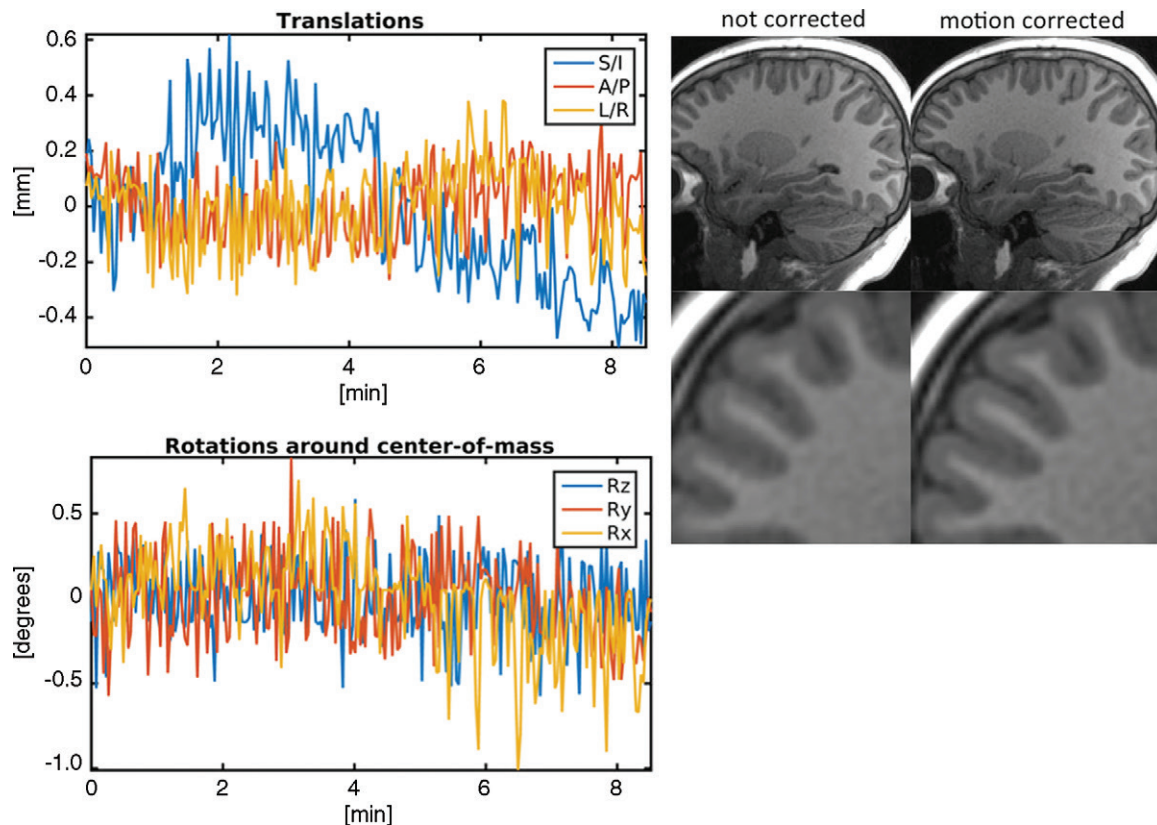 Translations
0.6
0.4
0.2
0
-0.2
-0.4
[mm]
S/I
A/P
L/R
0 2 4 6 8
[min]
Rotations around center-of-mass
0.5
0
-0.5
-1.0
[degrees]
Rz
Ry
Rx
0 2 4 6 8
[min]
not corrected motion corrected